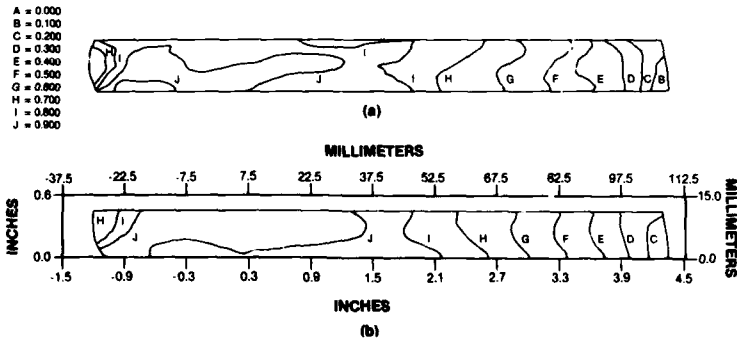 A = 0.000
B = 0.100
C = 0.200
D = 0.300
E = 0.400
F = 0.500
G = 0.600
H = 0.700
I = 0.800
J = 0.900
H I J J I I H G F E D C B
(a)
MILLIMETERS
-37.5 -22.5 -7.5 7.5 22.5 37.5 52.5 67.5 82.5 97.5 112.5
0.6 15.0
H I J J I H G F E D C
INCHES
MILLIMETERS
0.0 0.0
-1.5 -0.9 -0.3 0.3 0.9 1.5 2.1 2.7 3.3 3.9 4.5
INCHES
(b)